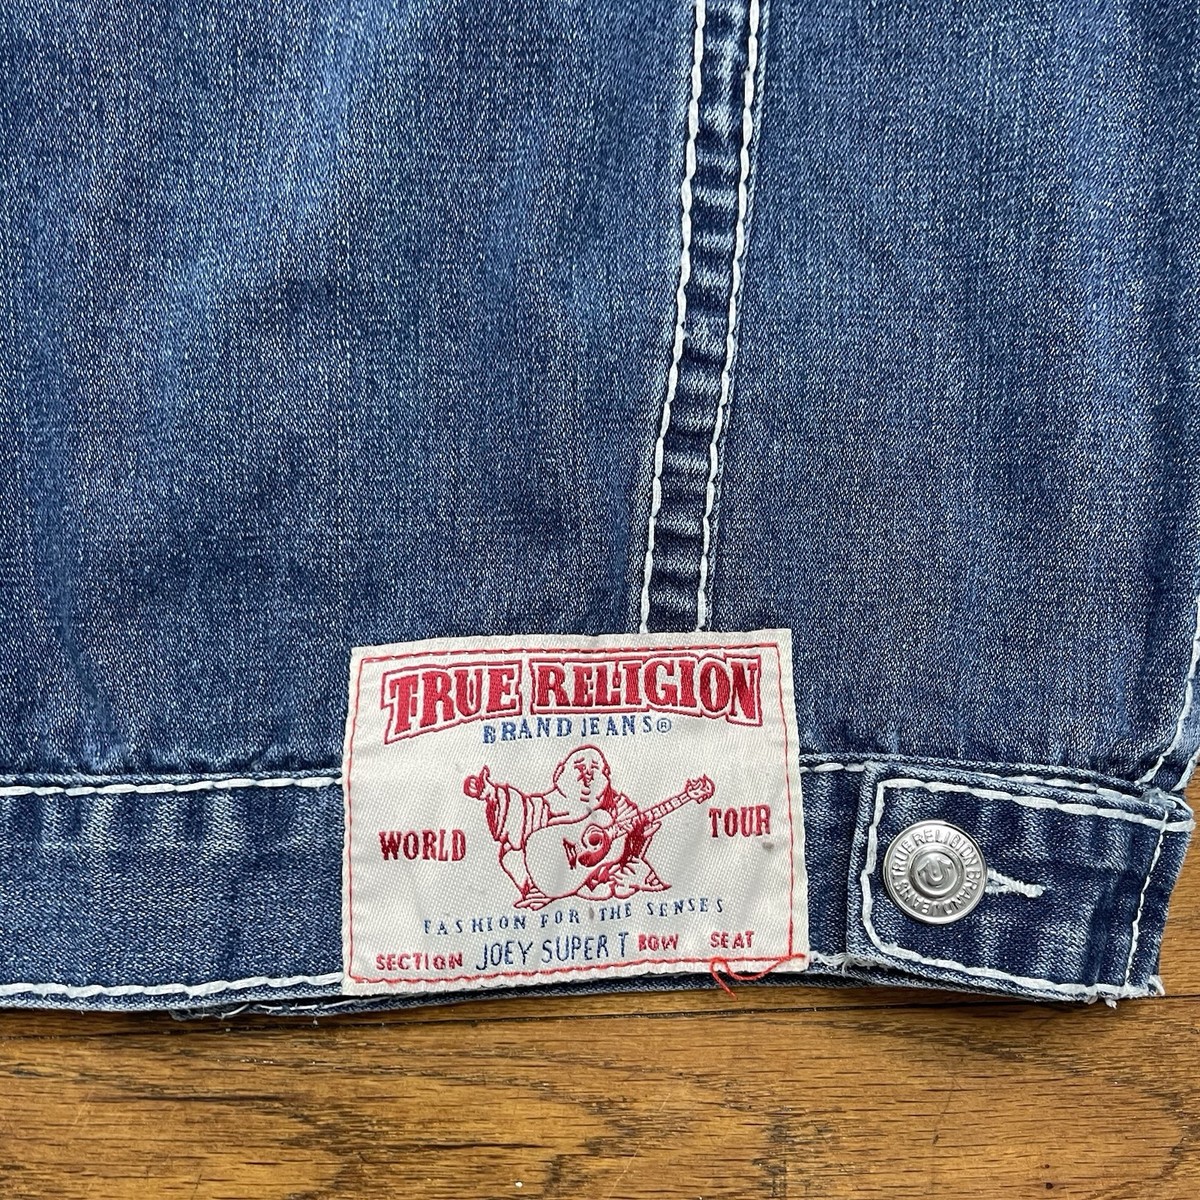 TRUE RELIGION
BRAND JEANS®
WORLD TOUR
FASHION FOR THE SENSES
SECTION JOEY SUPER T ROW SEAT
TRUE RELIGION BRAND JEANS